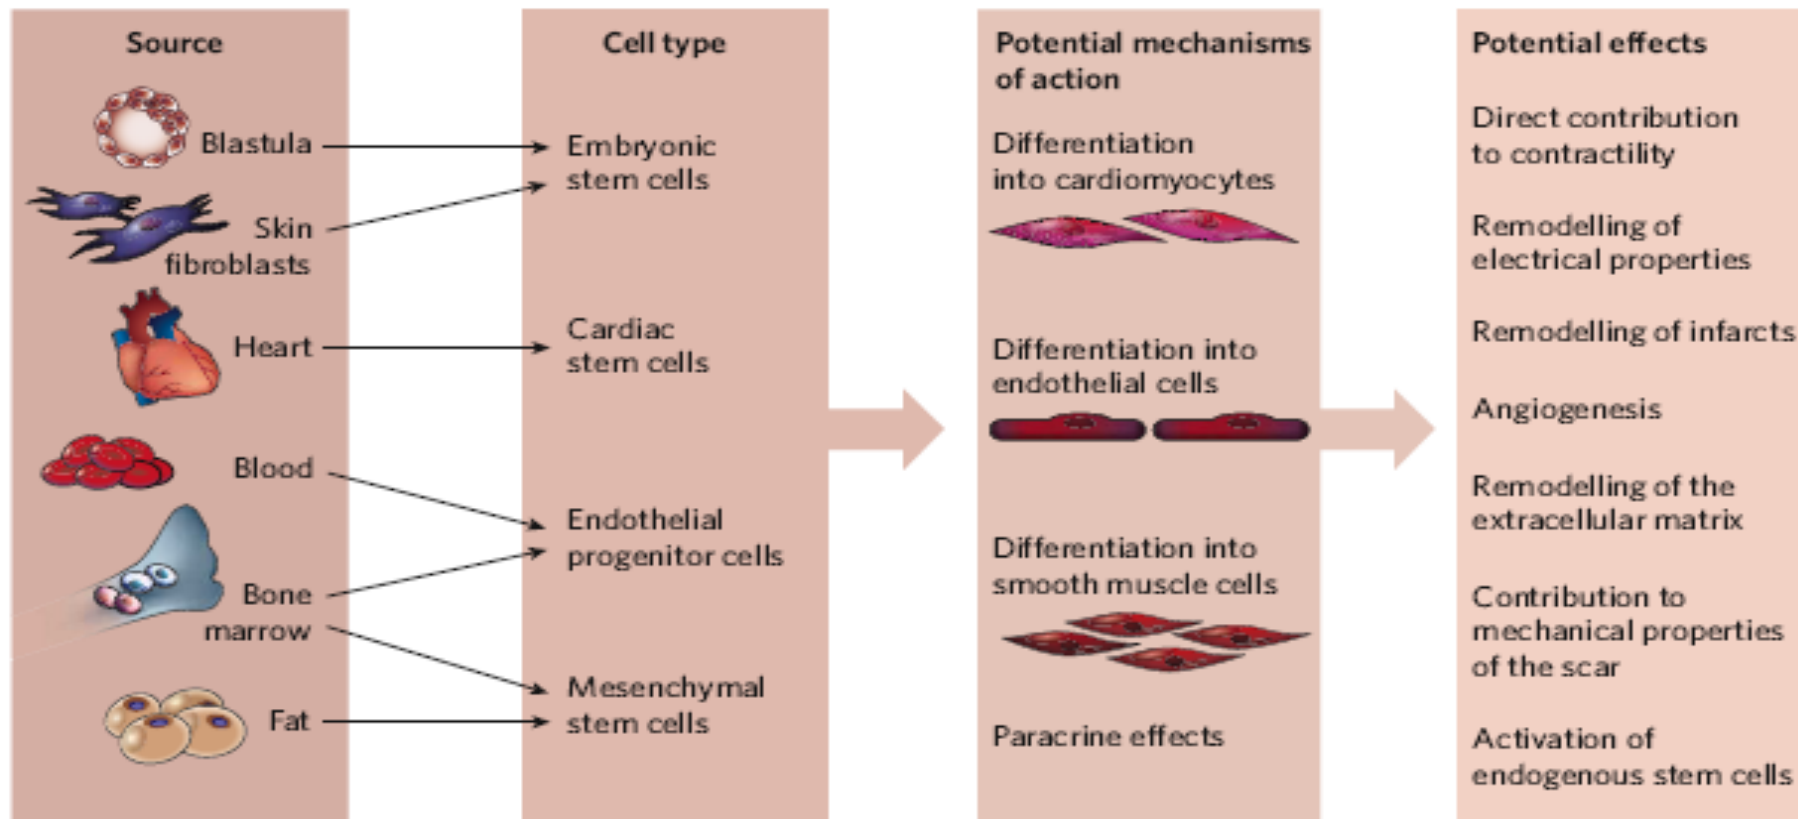 Source
Blastula
Skin
fibroblasts
Heart
Blood
Bone
marrow
Fat
Cell type
Embryonic
stem cells
Cardiac
stem cells
Endothelial
progenitor cells
Mesenchymal
stem cells
Potential mechanisms
of action
Differentiation
into cardiomyocytes
Differentiation into
endothelial cells
Differentiation into
smooth muscle cells
Paracrine effects
Potential effects
Direct contribution
to contractility
Remodelling of
electrical properties
Remodelling of infarcts
Angiogenesis
Remodelling of the
extracellular matrix
Contribution to
mechanical properties
of the scar
Activation of
endogenous stem cells